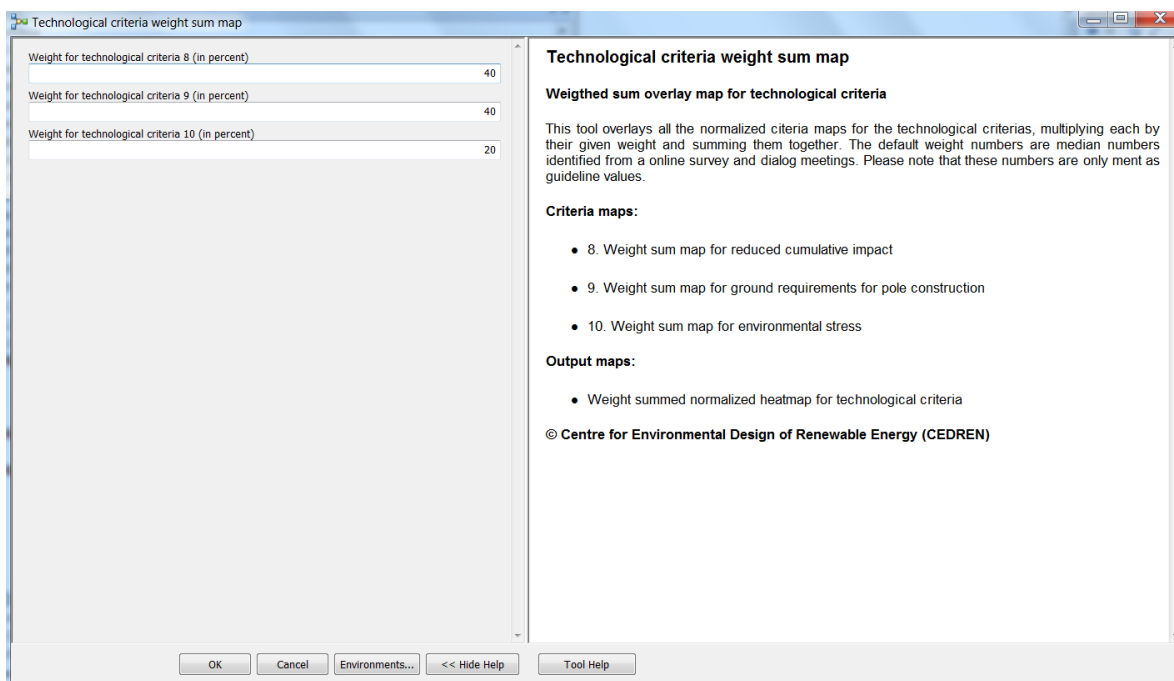 Technological criteria weight sum map
Weight for technological criteria 8 (in percent)
40
Weight for technological criteria 9 (in percent)
40
Weight for technological criteria 10 (in percent)
20
Technological criteria weight sum map
Weigthed sum overlay map for technological criteria
This tool overlays all the normalized citeria maps for the technological criterias, multiplying each by
their given weight and summing them together. The default weight numbers are median numbers
identified from a online survey and dialog meetings. Please note that these numbers are only ment as
guideline values.
Criteria maps:
● 8. Weight sum map for reduced cumulative impact
● 9. Weight sum map for ground requirements for pole construction
● 10. Weight sum map for environmental stress
Output maps:
● Weight summed normalized heatmap for technological criteria
© Centre for Environmental Design of Renewable Energy (CEDREN)
OK Cancel Environments... << Hide Help Tool Help